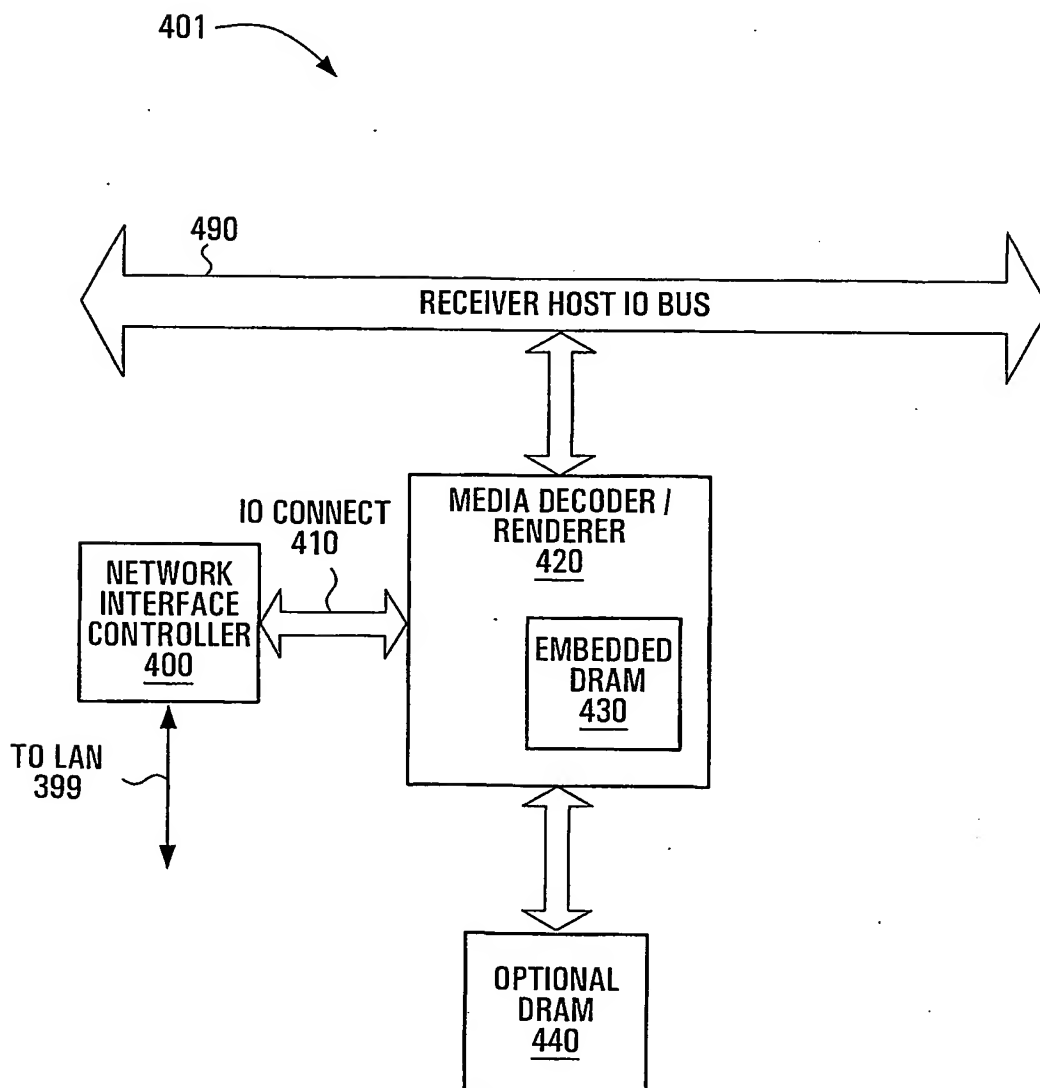 401
490
RECEIVER HOST IO BUS
IO CONNECT
410
MEDIA DECODER /
RENDERER
420
NETWORK
INTERFACE
CONTROLLER
400
EMBEDDED
DRAM
430
TO LAN
399
OPTIONAL
DRAM
440